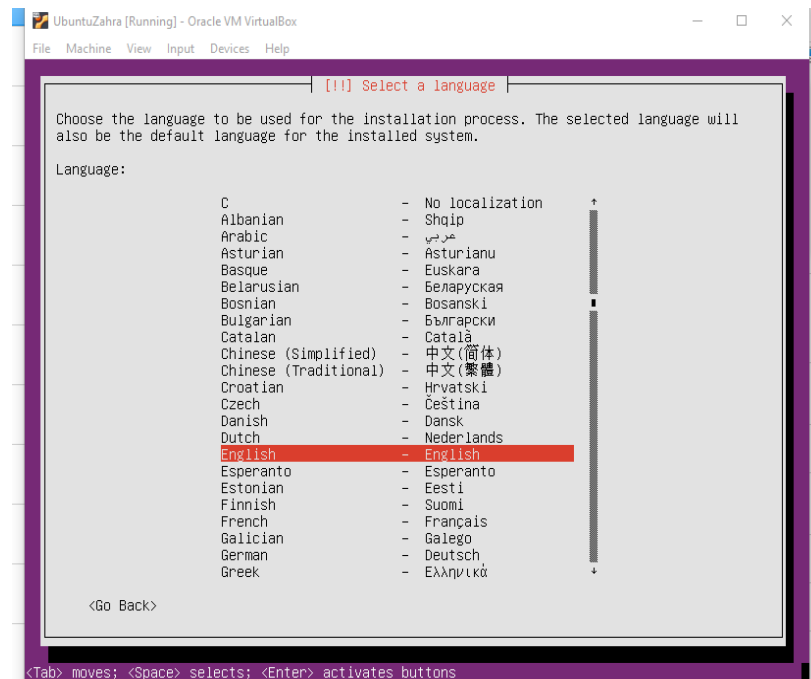 UbuntuZahra [Running] - Oracle VM VirtualBox
File Machine View Input Devices Help
[!!] Select a language
Choose the language to be used for the installation process. The selected language will
also be the default language for the installed system.
Language:
C - No localization
Albanian - Shqip
Arabic - عربي
Asturian - Asturianu
Basque - Euskara
Belarusian - Беларуская
Bosnian - Bosanski
Bulgarian - Български
Catalan - Català
Chinese (Simplified) - 中文(简体)
Chinese (Traditional) - 中文(繁體)
Croatian - Hrvatski
Czech - Čeština
Danish - Dansk
Dutch - Nederlands
English - English
Esperanto - Esperanto
Estonian - Eesti
Finnish - Suomi
French - Français
Galician - Galego
German - Deutsch
Greek - Ελληνικά
<Go Back>
<Tab> moves; <Space> selects; <Enter> activates buttons